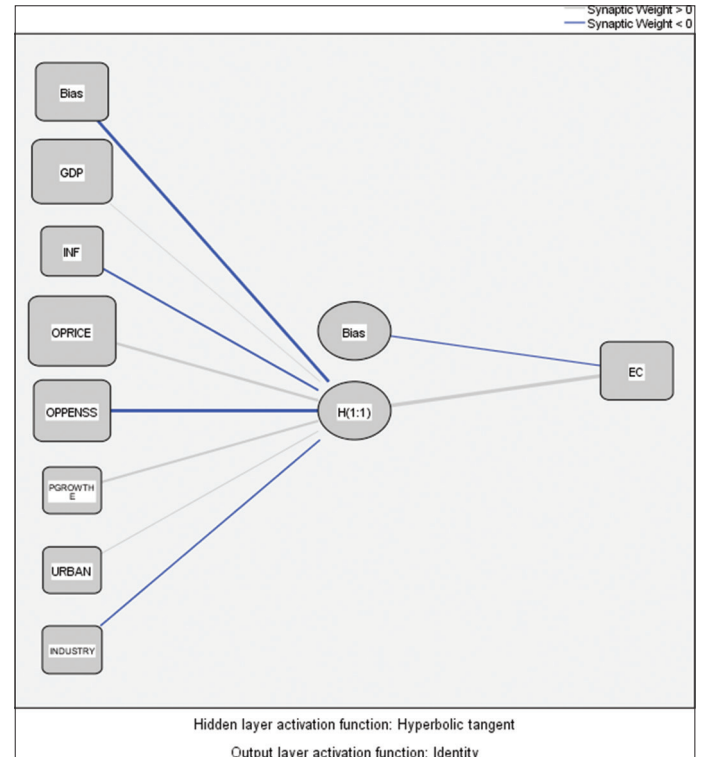 Synaptic Weight > 0
Synaptic Weight < 0
Bias
GDP
INF
OPRICE
Bias
EC
OPPENSS
H(1:1)
PGROWTH
E
URBAN
INDUSTRY
Hidden layer activation function: Hyperbolic tangent
Output layer activation function: Identity